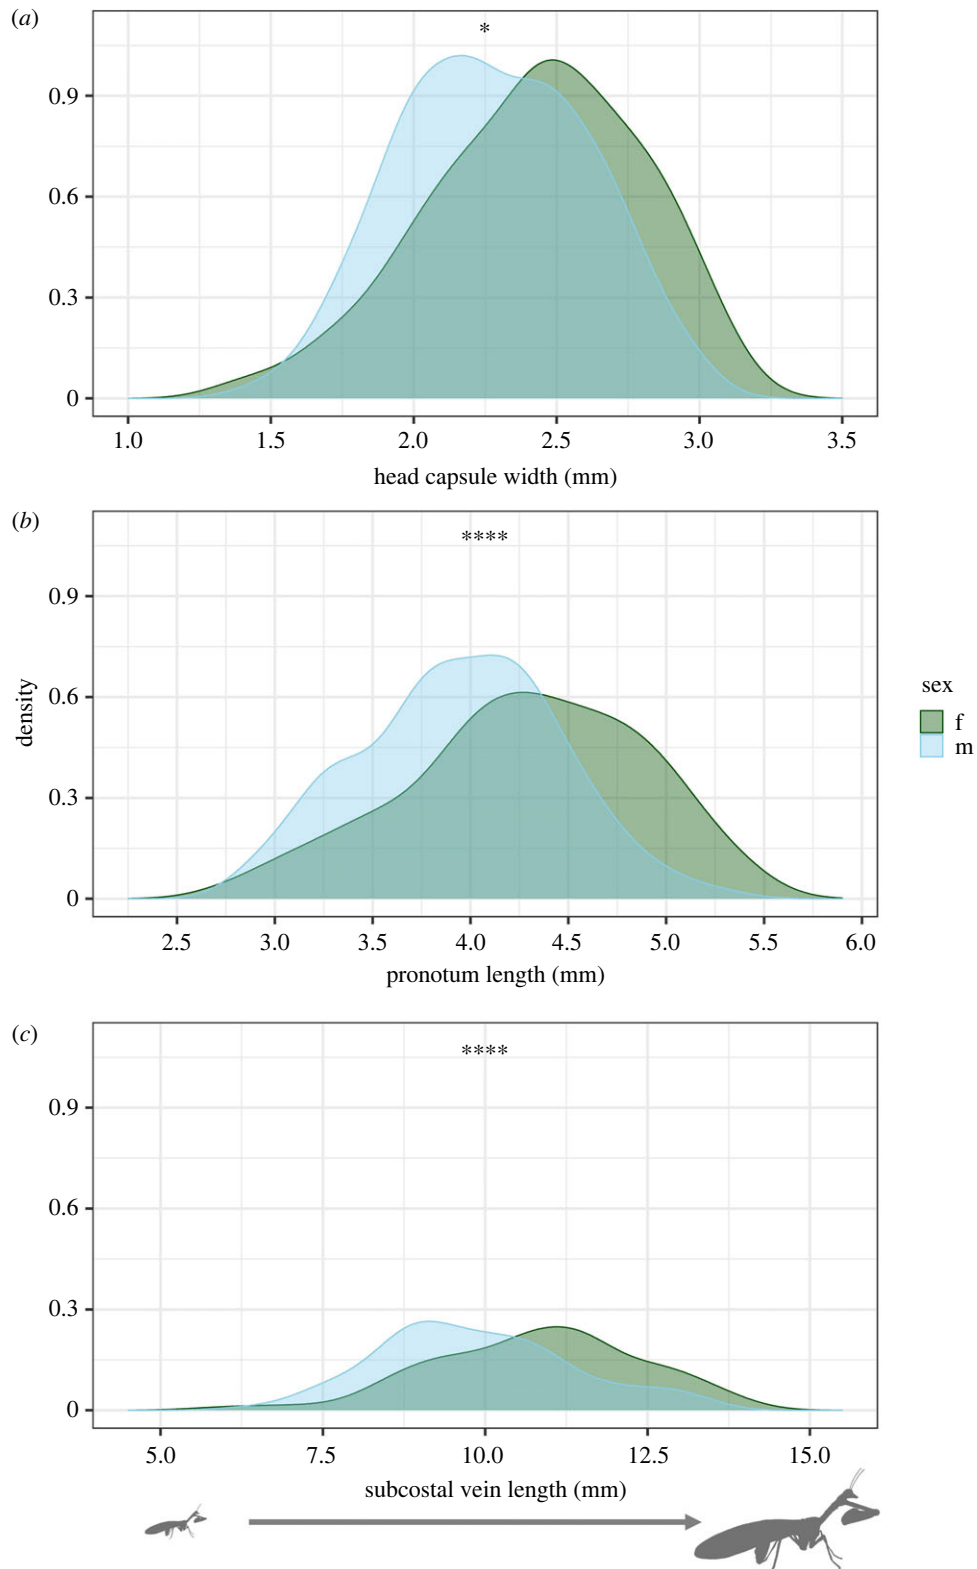 (a)
*
0.9
0.6
0.3
0
1.0 1.5 2.0 2.5 3.0 3.5
head capsule width (mm)
(b)
****
0.9
0.6
0.3
0
density
2.5 3.0 3.5 4.0 4.5 5.0 5.5 6.0
pronotum length (mm)
sex
f
m
(c)
****
0.9
0.6
0.3
0
5.0 7.5 10.0 12.5 15.0
subcostal vein length (mm)